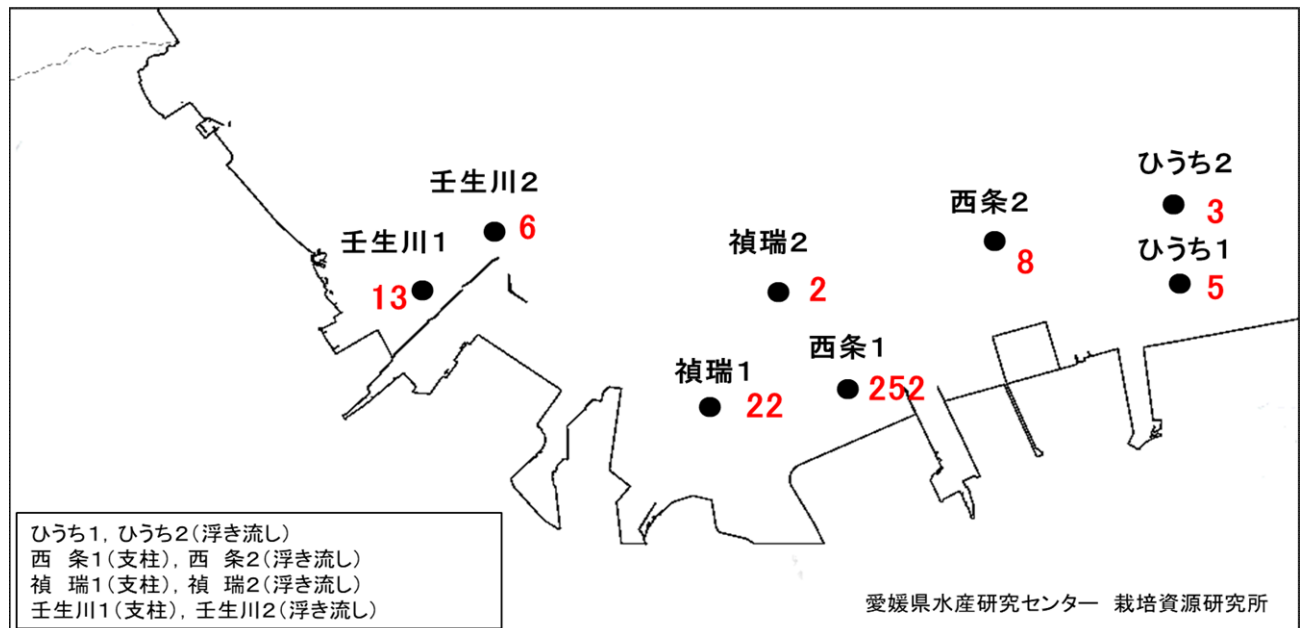 ひうち2
3
壬生川2
6
西条2
8
壬生川1
13
禎瑞2
2
ひうち1
5
西条1
252
禎瑞1
22
ひうち1, ひうち2(浮き流し)
西 条1(支柱), 西 条2(浮き流し)
禎 瑞1(支柱), 禎 瑞2(浮き流し)
壬生川1(支柱), 壬生川2(浮き流し)
愛媛県水産研究センター 栽培資源研究所